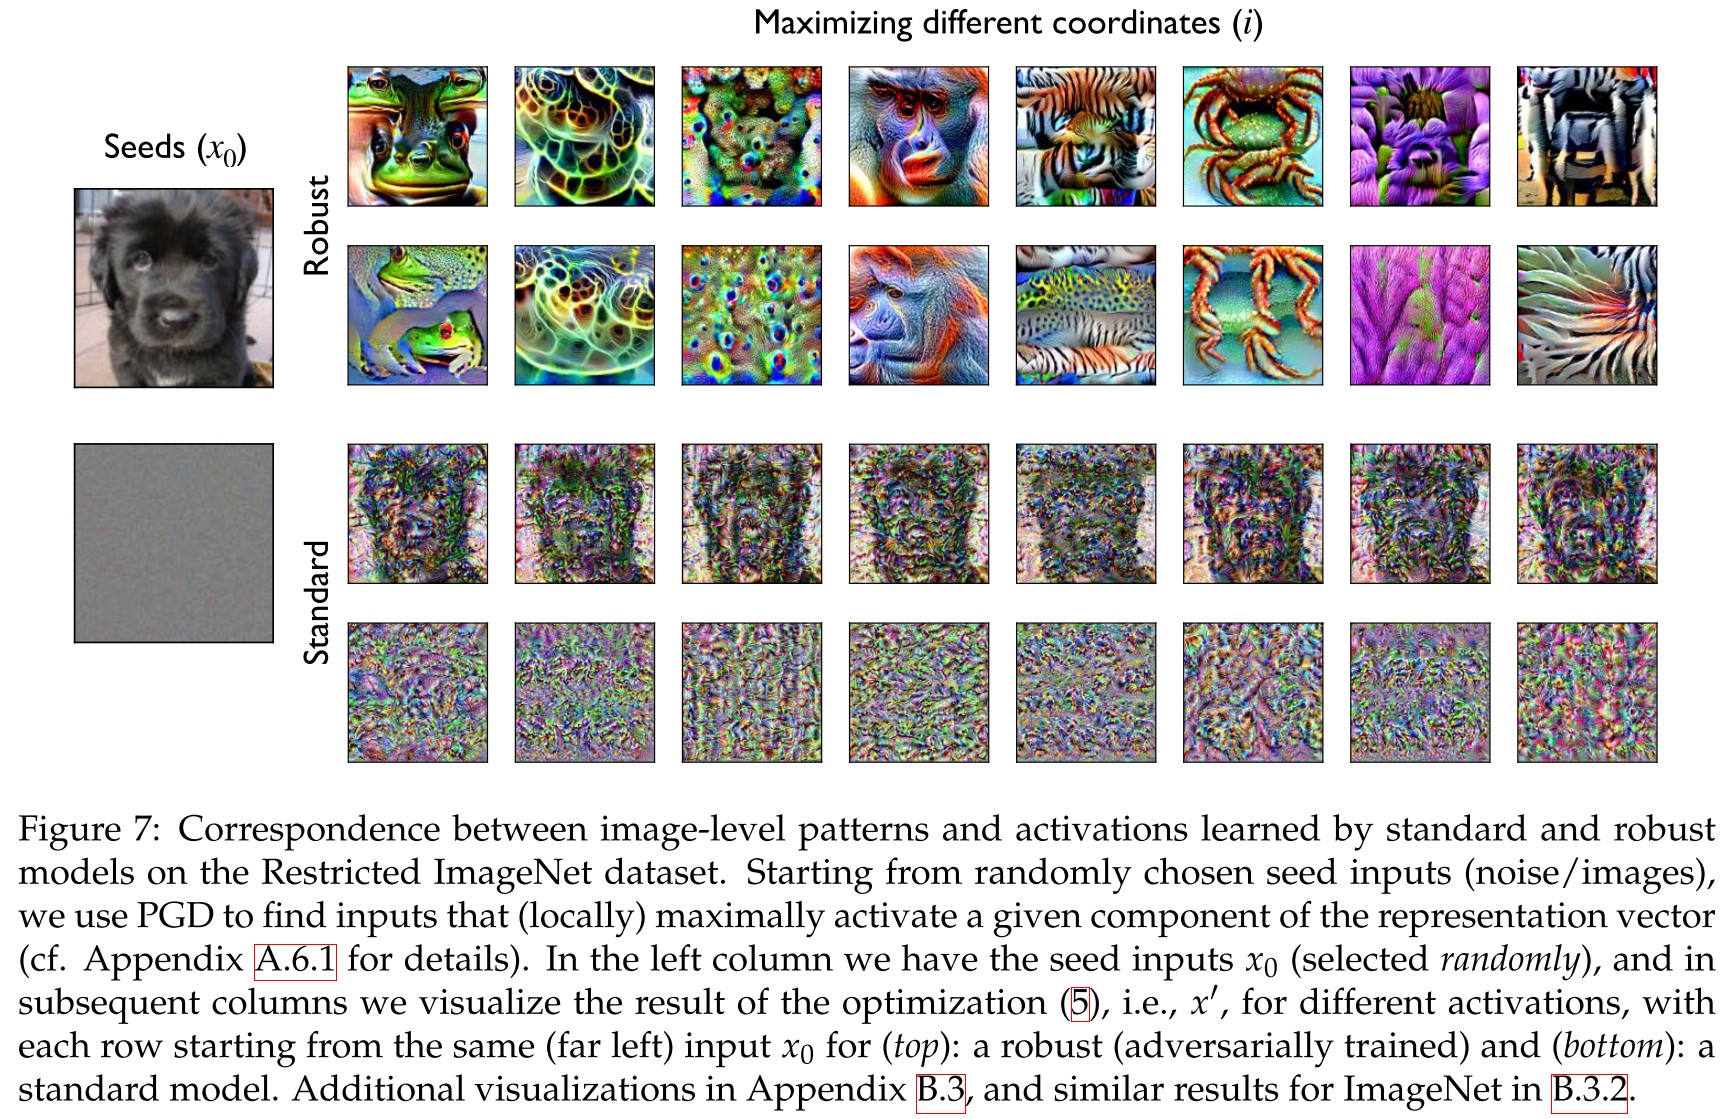 Maximizing different coordinates (i)
Seeds (x₀)
Robust
Standard
Figure 7: Correspondence between image-level patterns and activations learned by standard and robust
models on the Restricted ImageNet dataset. Starting from randomly chosen seed inputs (noise/images),
we use PGD to find inputs that (locally) maximally activate a given component of the representation vector
(cf. Appendix A.6.1 for details). In the left column we have the seed inputs x₀ (selected randomly), and in
subsequent columns we visualize the result of the optimization (5), i.e., x′, for different activations, with
each row starting from the same (far left) input x₀ for (top): a robust (adversarially trained) and (bottom): a
standard model. Additional visualizations in Appendix B.3, and similar results for ImageNet in B.3.2.